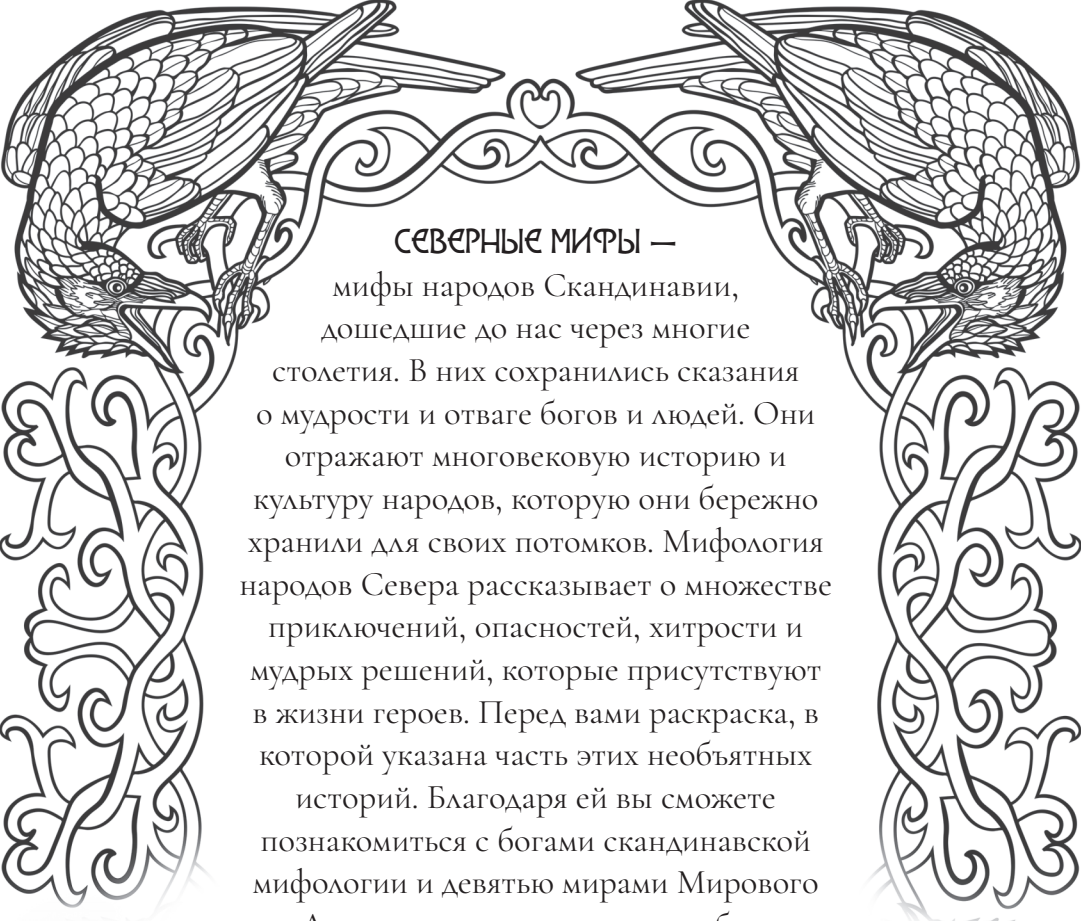 СЕВЕРНЫЕ МИФЫ —
мифы народов Скандинавии,
дошедшие до нас через многие
столетия. В них сохранились сказания
о мудрости и отваге богов и людей. Они
отражают многовековую историю и
культуру народов, которую они бережно
хранили для своих потомков. Мифология
народов Севера рассказывает о множестве
приключений, опасностей, хитрости и
мудрых решений, которые присутствуют
в жизни героев. Перед вами раскраска, в
которой указана часть этих необъятных
историй. Благодаря ей вы сможете
познакомиться с богами скандинавской
мифологии и девятью мирами Мирового